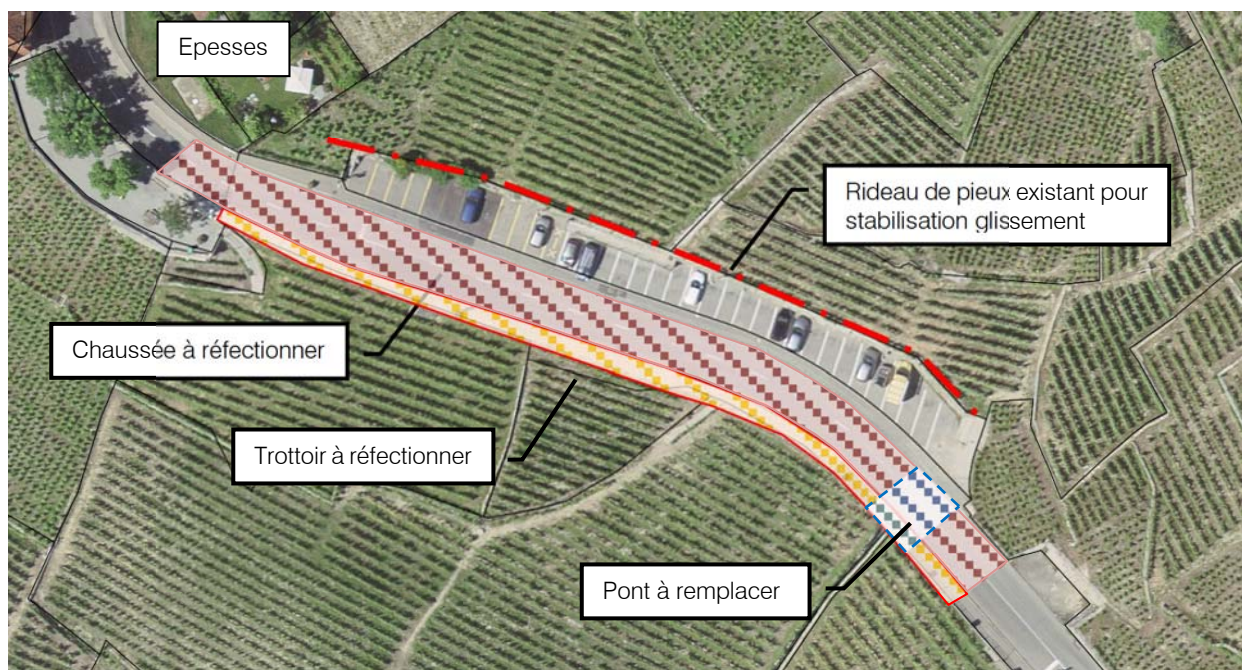 Epesses
Rideau de pieux existant pour
stabilisation glissement
Chaussée à réfectionner
Trottoir à réfectionner
Pont à remplacer